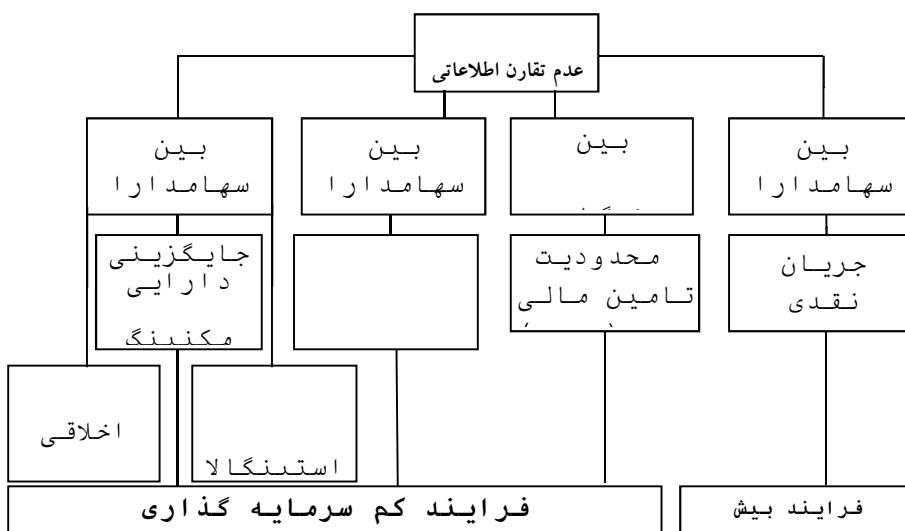 عدم تقارن اطلاعاتی
بین
سهامدارا
بین
سهامدارا
بین
بین
سهامدارا
جریان
نقدی
محدودیت
تامین مالی
جایگزینی
دارایی
مکنینگ
اخلاقی
استینگالا
فرایند بیش
فرایند کم سرمایه گذاری